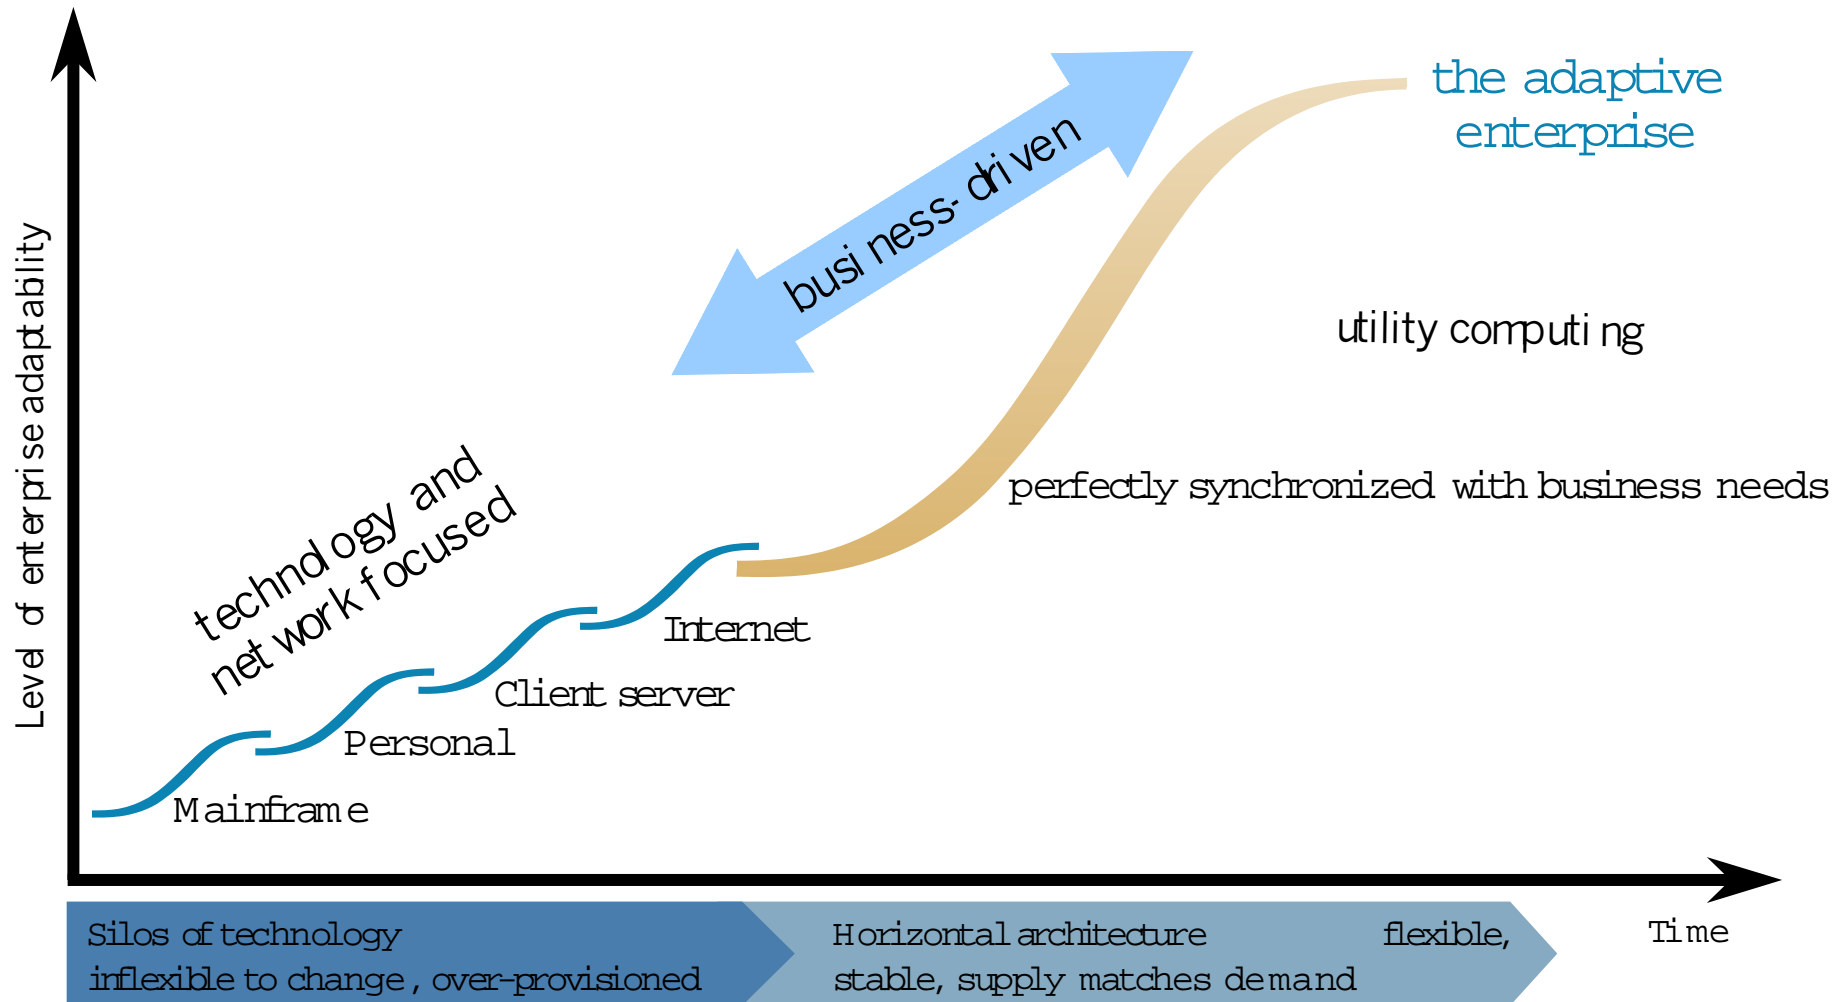 the adaptive
enterprise
business-driven
utility computing
Level of enterprise adaptablity
technology and
network focused
perfectly synchronized with business needs
Internet
Client server
Personal
Mainframe
Silos of technology
inflexible to change, over-provisioned
Horizontal architecture flexible,
stable, supply matches demand
Time